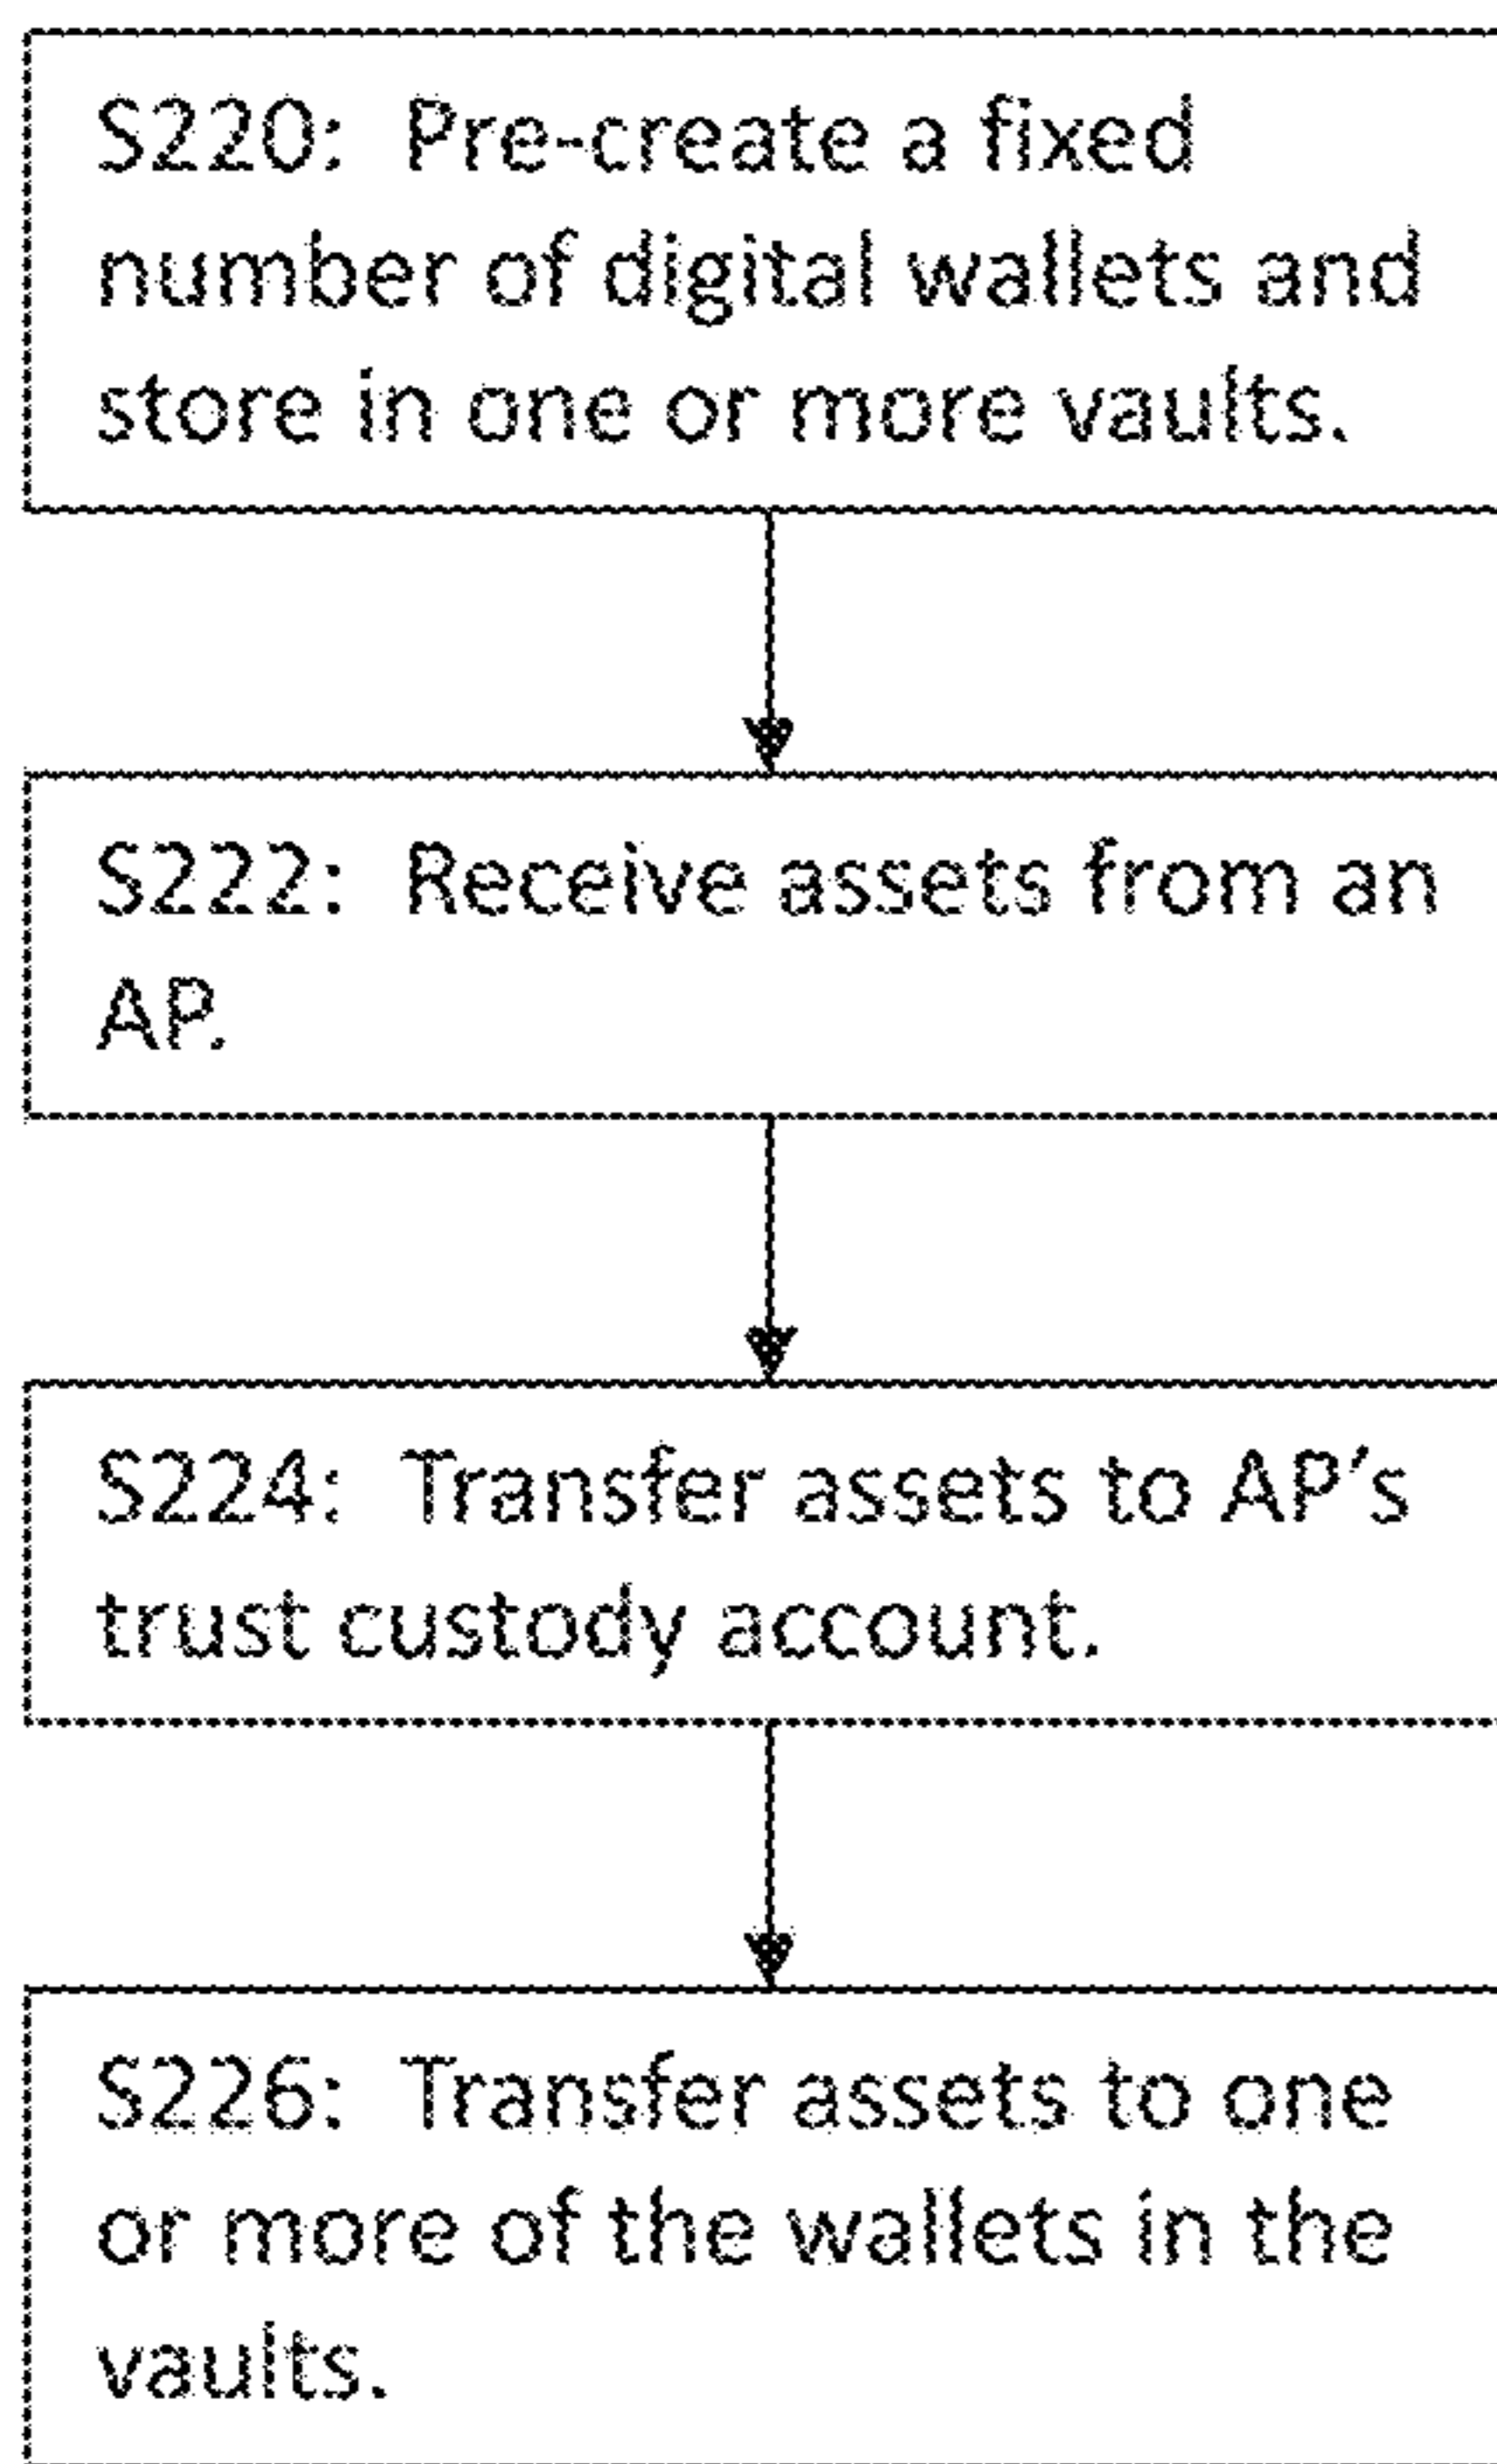 S220:  Pre-create a fixed
number of digital wallets and
store in one or more vaults.
S222:  Receive assets from an
AP.
S224:  Transfer assets to AP's
trust custody account.
S226:  Transfer assets to one
or more of the wallets in the
vaults.